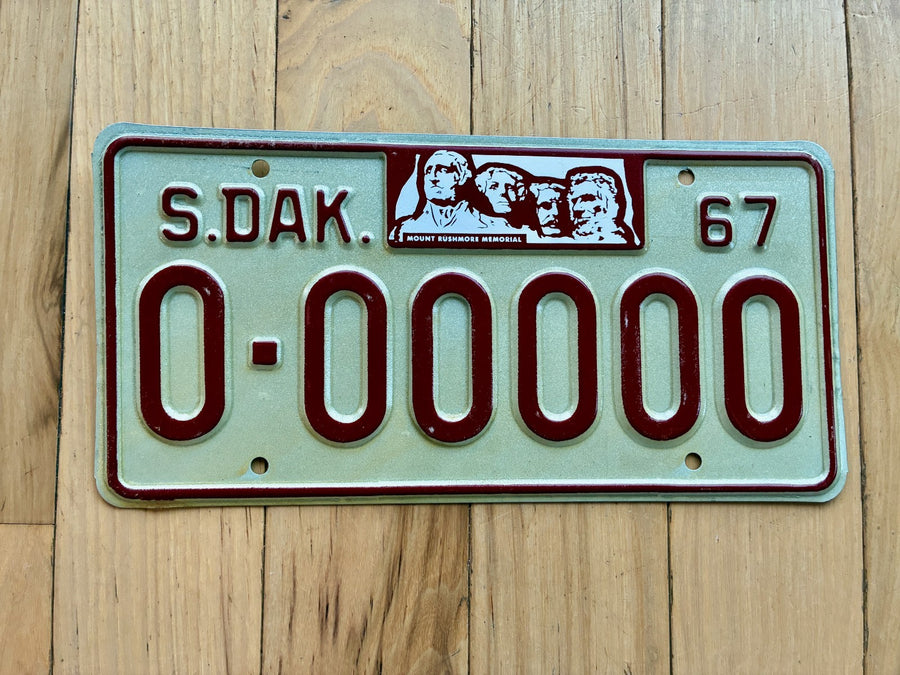 S.DAK. 67
MOUNT RUSHMORE MEMORIAL
0-00000